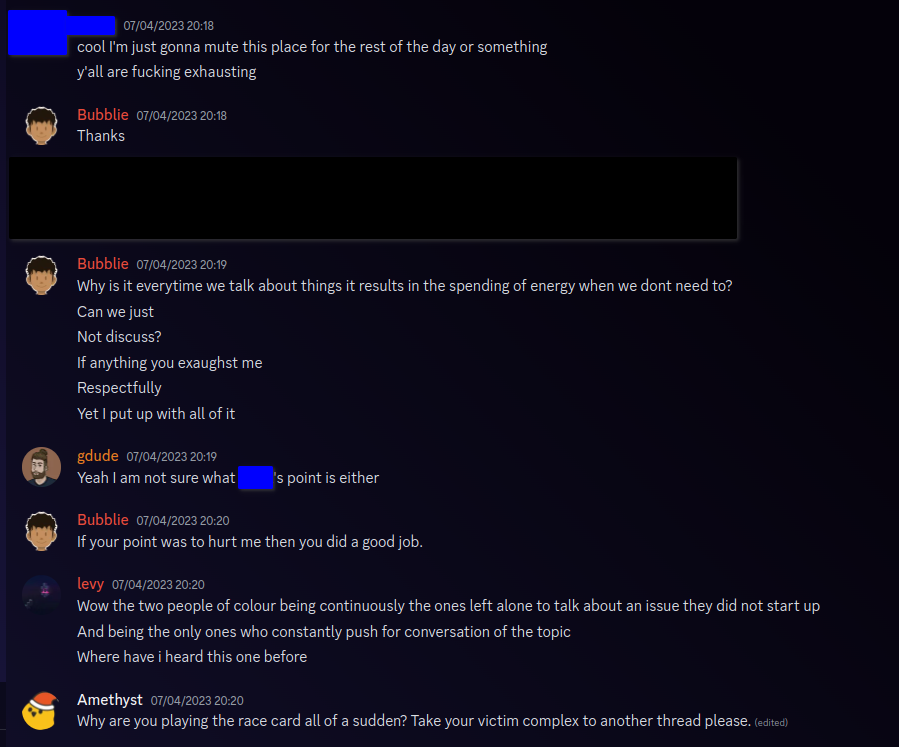 07/04/2023 20:18
cool I'm just gonna mute this place for the rest of the day or something
y'all are fucking exhausting
Bubblie 07/04/2023 20:18
Thanks
Bubblie 07/04/2023 20:19
Why is it everytime we talk about things it results in the spending of energy when we dont need to?
Can we just
Not discuss?
If anything you exaughst me
Respectfully
Yet I put up with all of it
gdude 07/04/2023 20:19
Yeah I am not sure what 's point is either
Bubblie 07/04/2023 20:20
If your point was to hurt me then you did a good job.
levy 07/04/2023 20:20
Wow the two people of colour being continuously the ones left alone to talk about an issue they did not start up
And being the only ones who constantly push for conversation of the topic
Where have i heard this one before
Amethyst 07/04/2023 20:20
Why are you playing the race card all of a sudden? Take your victim complex to another thread please. (edited)